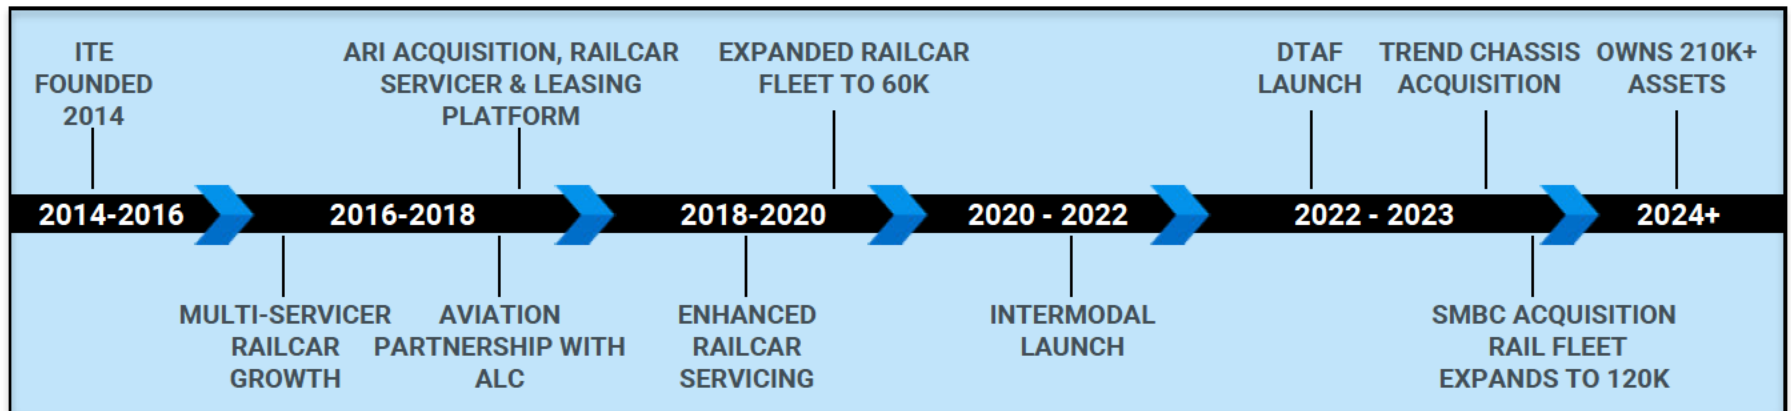 ITE
FOUNDED
2014
ARI ACQUISITION, RAILCAR
SERVICER & LEASING
PLATFORM
EXPANDED RAILCAR
FLEET TO 60K
DTAF
LAUNCH
TREND CHASSIS
ACQUISITION
OWNS 210K+
ASSETS
2014-2016
2016-2018
2018-2020
2020 - 2022
2022 - 2023
2024+
MULTI-SERVICER
RAILCAR
GROWTH
AVIATION
PARTNERSHIP WITH
ALC
ENHANCED
RAILCAR
SERVICING
INTERMODAL
LAUNCH
SMBC ACQUISITION
RAIL FLEET
EXPANDS TO 120K